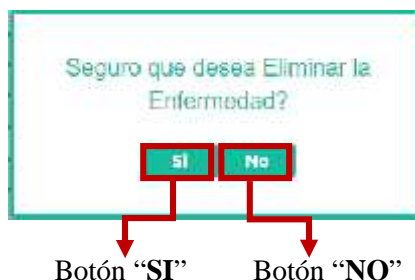 Seguro que desea Eliminar la
Enfermedad?
SI No
Botón “SI” Botón “NO”